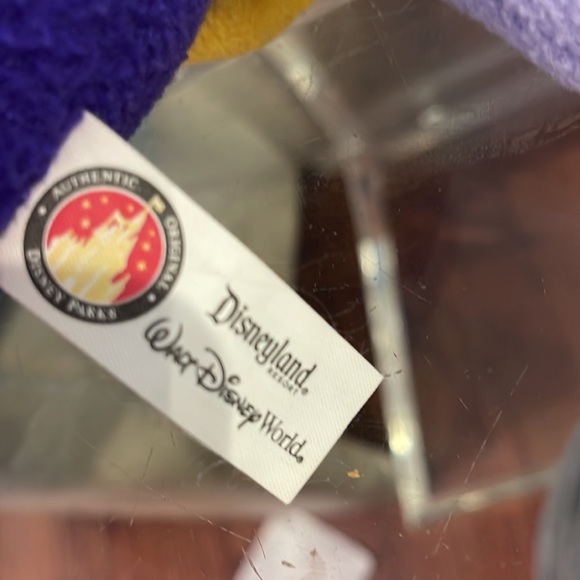 AUTHENTIC
ORIGINAL
DISNEY PARKS
Disneyland
RESORT®
WALT DISNEY World®